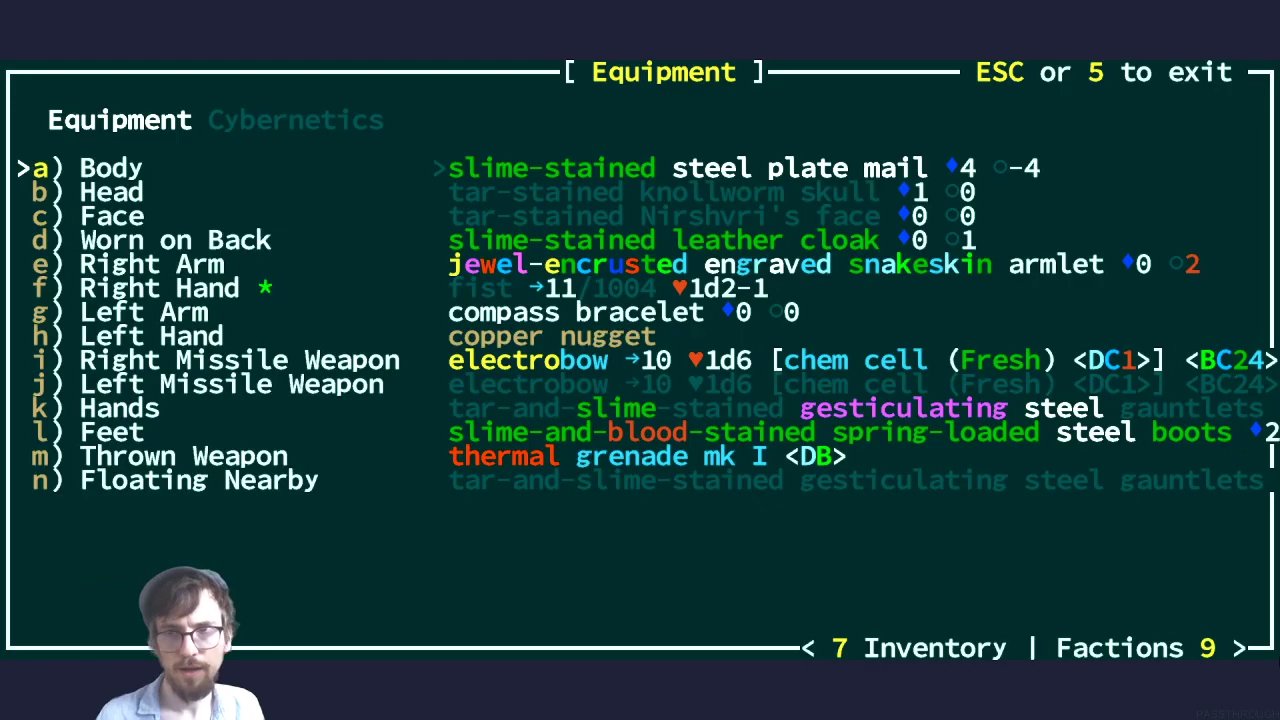 [ Equipment ]
ESC or 5 to exit
Equipment Cybernetics
>a) Body >slime-stained steel plate mail ♦4 ○-4
b) Head tar-stained knollworm skull ♦1 ○0
c) Face tar-stained Nirshvri's face ♦0 ○0
d) Worn on Back slime-stained leather cloak ♦0 ○1
e) Right Arm jewel-encrusted engraved snakeskin armlet ♦0 ○2
f) Right Hand * fist →11/1004 ♥1d2-1
g) Left Arm compass bracelet ♦0 ○0
h) Left Hand copper nugget
i) Right Missile Weapon electrobow →10 ♥1d6 [chem cell (Fresh) <DC1>] <BC24>
j) Left Missile Weapon electrobow →10 ♥1d6 [chem cell (Fresh) <DC1>] <BC24>
k) Hands tar-and-slime-stained gesticulating steel gauntlets
l) Feet slime-and-blood-stained spring-loaded steel boots ♦2
m) Thrown Weapon thermal grenade mk I <DB>
n) Floating Nearby tar-and-slime-stained gesticulating steel gauntlets
< 7 Inventory | Factions 9 >